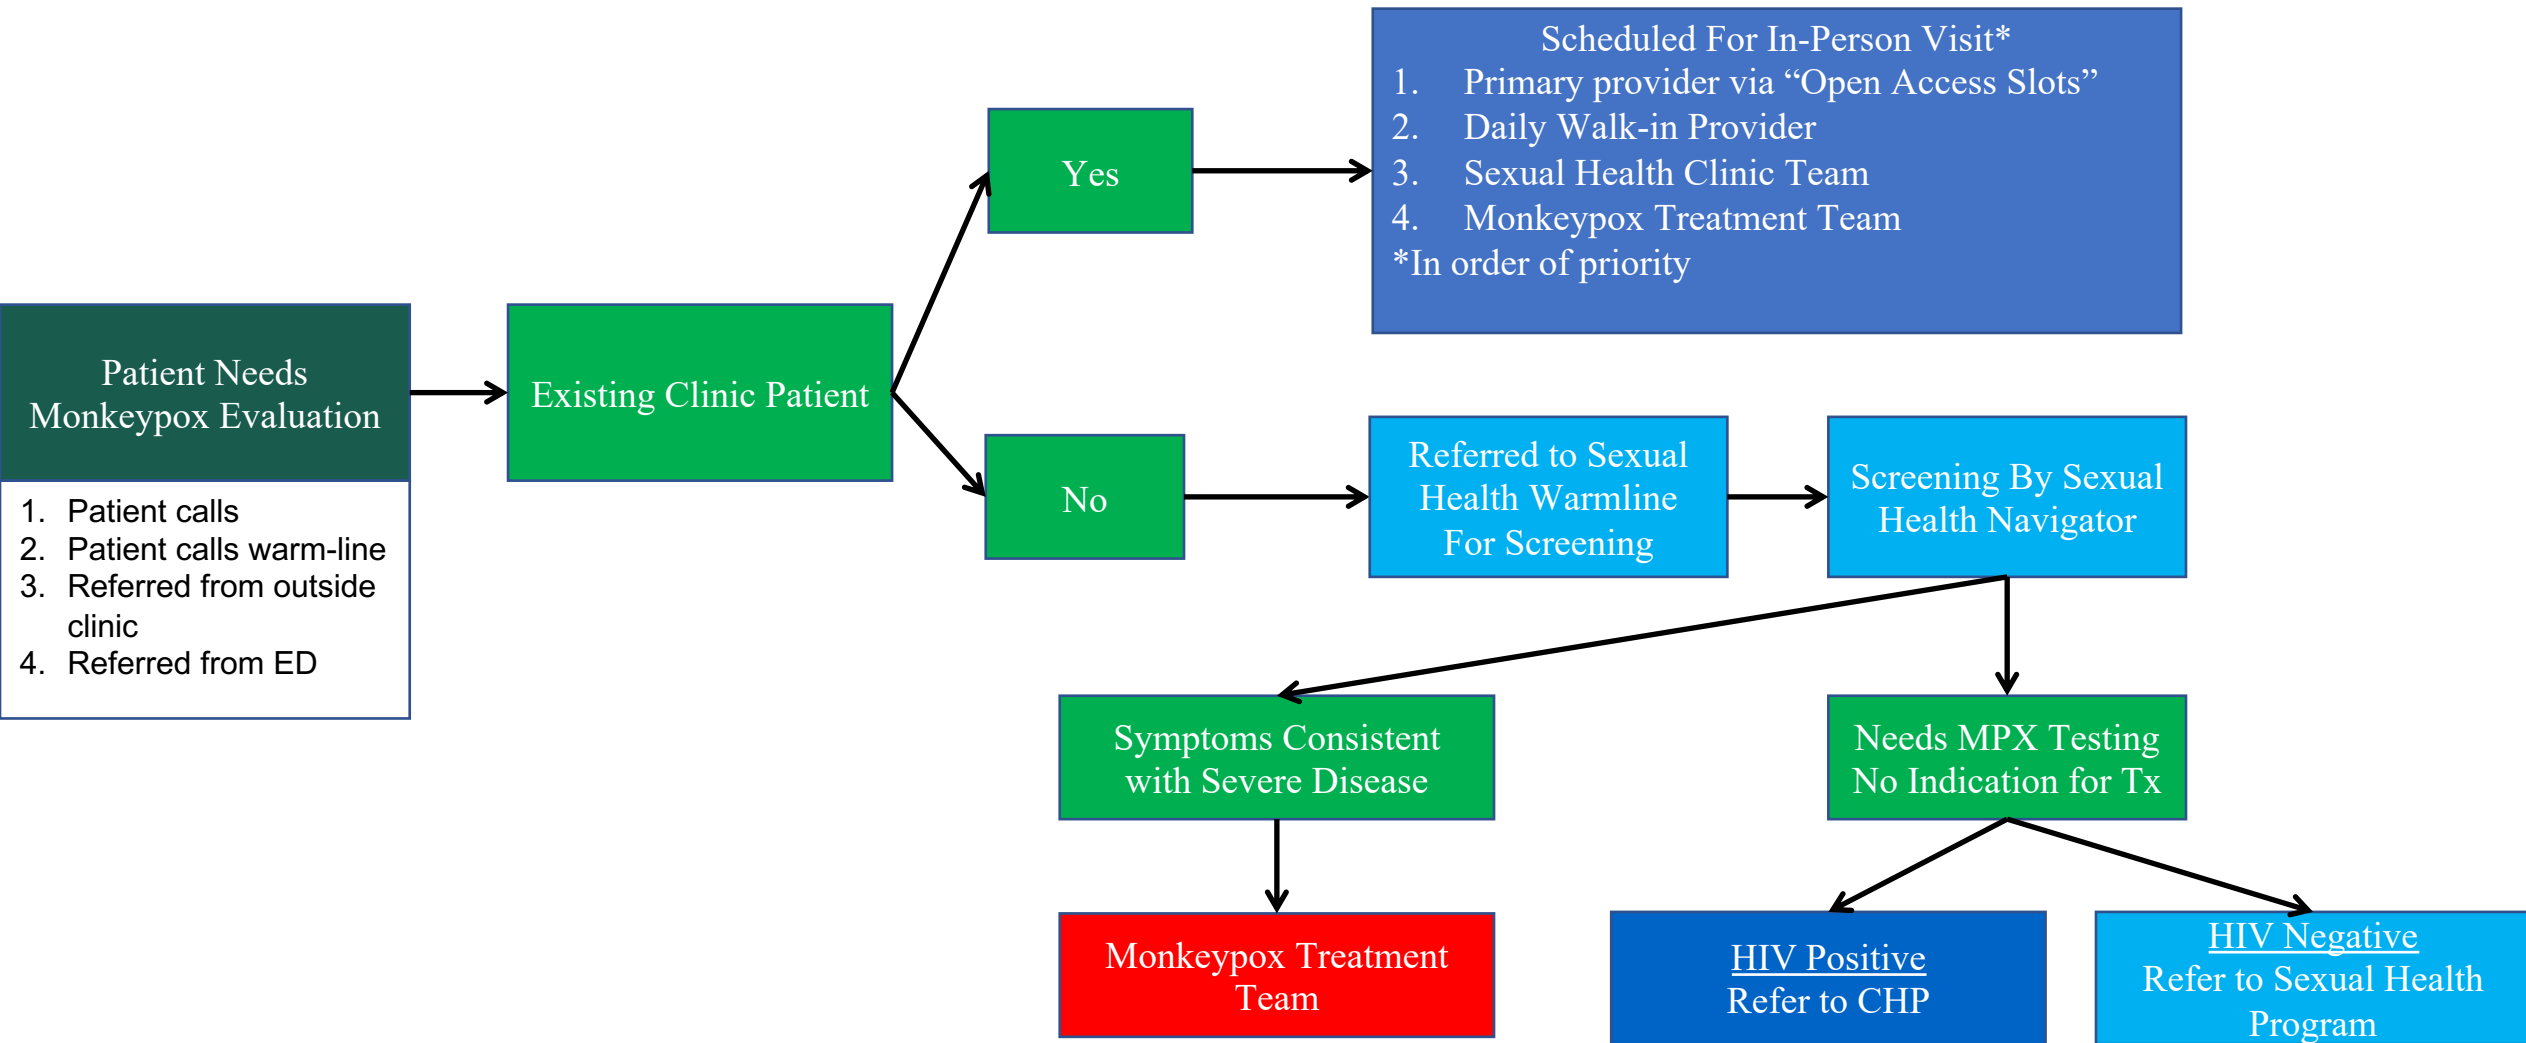 Scheduled For In-Person Visit*
1. Primary provider via “Open Access Slots”
2. Daily Walk-in Provider
3. Sexual Health Clinic Team
4. Monkeypox Treatment Team
*In order of priority
Yes
Patient Needs
Monkeypox Evaluation
1. Patient calls
2. Patient calls warm-line
3. Referred from outside
clinic
4. Referred from ED
Existing Clinic Patient
No
Referred to Sexual
Health Warmline
For Screening
Screening By Sexual
Health Navigator
Symptoms Consistent
with Severe Disease
Needs MPX Testing
No Indication for Tx
Monkeypox Treatment
Team
HIV Positive
Refer to CHP
HIV Negative
Refer to Sexual Health
Program